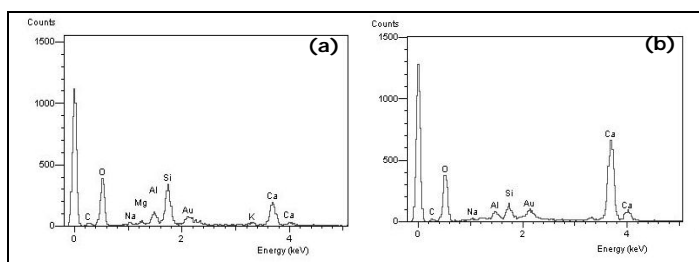 Counts
1500
1000
500
0
(a)
C
O
Na
Mg
Al
Si
Au
K
Ca
Ca
0
2
4
Energy (keV)
Counts
1500
1000
500
0
(b)
C
O
Na
Al
Si
Au
Ca
Ca
0
2
4
Energy (keV)